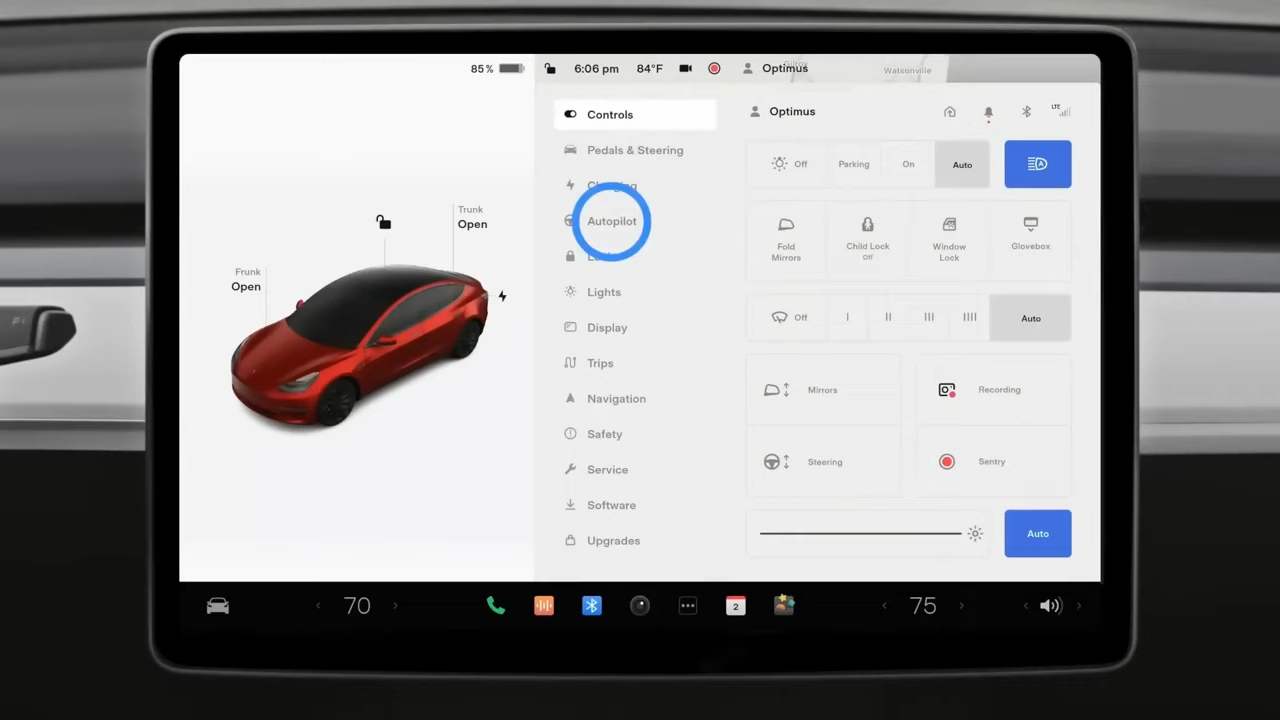 85%
6:06 pm
84°F
Optimus
Watsonville
Controls
Pedals & Steering
Charging
Autopilot
Lights
Display
Trips
Navigation
Safety
Service
Software
Upgrades
Trunk
Open
Frunk
Open
Optimus
LTE
Off
Parking
On
Auto
Fold
Mirrors
Child Lock
Off
Window
Lock
Glovebox
Off
I
II
III
IIII
Auto
Mirrors
Recording
Steering
Sentry
Auto
70
2
75